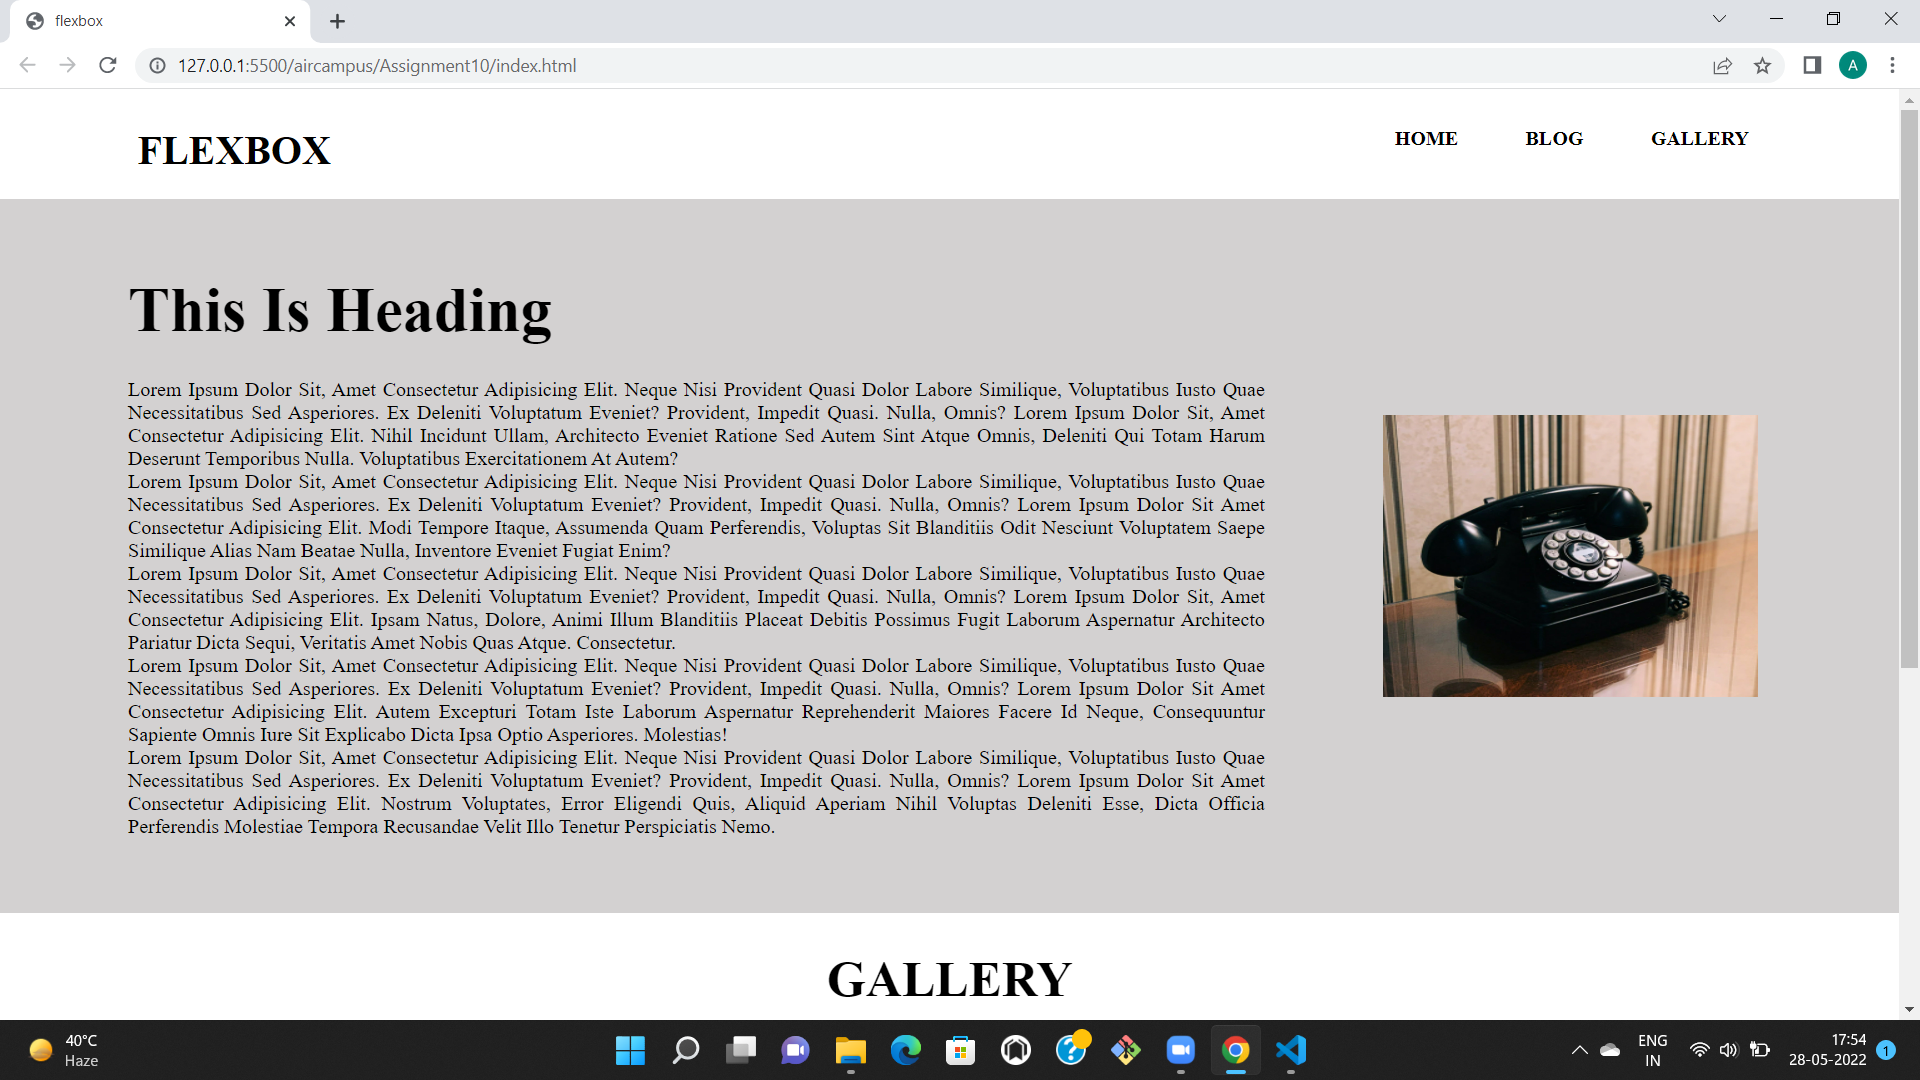 flexbox
127.0.0.1:5500/aircampus/Assignment10/index.html
A
FLEXBOX
HOME BLOG GALLERY
This Is Heading
Lorem Ipsum Dolor Sit, Amet Consectetur Adipisicing Elit. Neque Nisi Provident Quasi Dolor Labore Similique, Voluptatibus Iusto Quae
Necessitatibus Sed Asperiores. Ex Deleniti Voluptatum Eveniet? Provident, Impedit Quasi. Nulla, Omnis? Lorem Ipsum Dolor Sit, Amet
Consectetur Adipisicing Elit. Nihil Incidunt Ullam, Architecto Eveniet Ratione Sed Autem Sint Atque Omnis, Deleniti Qui Totam Harum
Deserunt Temporibus Nulla. Voluptatibus Exercitationem At Autem?
Lorem Ipsum Dolor Sit, Amet Consectetur Adipisicing Elit. Neque Nisi Provident Quasi Dolor Labore Similique, Voluptatibus Iusto Quae
Necessitatibus Sed Asperiores. Ex Deleniti Voluptatum Eveniet? Provident, Impedit Quasi. Nulla, Omnis? Lorem Ipsum Dolor Sit Amet
Consectetur Adipisicing Elit. Modi Tempore Itaque, Assumenda Quam Perferendis, Voluptas Sit Blanditiis Odit Nesciunt Voluptatem Saepe
Similique Alias Nam Beatae Nulla, Inventore Eveniet Fugiat Enim?
Lorem Ipsum Dolor Sit, Amet Consectetur Adipisicing Elit. Neque Nisi Provident Quasi Dolor Labore Similique, Voluptatibus Iusto Quae
Necessitatibus Sed Asperiores. Ex Deleniti Voluptatum Eveniet? Provident, Impedit Quasi. Nulla, Omnis? Lorem Ipsum Dolor Sit, Amet
Consectetur Adipisicing Elit. Ipsam Natus, Dolore, Animi Illum Blanditiis Placeat Debitis Possimus Fugit Laborum Aspernatur Architecto
Pariatur Dicta Sequi, Veritatis Amet Nobis Quas Atque. Consectetur.
Lorem Ipsum Dolor Sit, Amet Consectetur Adipisicing Elit. Neque Nisi Provident Quasi Dolor Labore Similique, Voluptatibus Iusto Quae
Necessitatibus Sed Asperiores. Ex Deleniti Voluptatum Eveniet? Provident, Impedit Quasi. Nulla, Omnis? Lorem Ipsum Dolor Sit Amet
Consectetur Adipisicing Elit. Autem Excepturi Totam Iste Laborum Aspernatur Reprehenderit Maiores Facere Id Neque, Consequuntur
Sapiente Omnis Iure Sit Explicabo Dicta Ipsa Optio Asperiores. Molestias!
Lorem Ipsum Dolor Sit, Amet Consectetur Adipisicing Elit. Neque Nisi Provident Quasi Dolor Labore Similique, Voluptatibus Iusto Quae
Necessitatibus Sed Asperiores. Ex Deleniti Voluptatum Eveniet? Provident, Impedit Quasi. Nulla, Omnis? Lorem Ipsum Dolor Sit Amet
Consectetur Adipisicing Elit. Nostrum Voluptates, Error Eligendi Quis, Aliquid Aperiam Nihil Voluptas Deleniti Esse, Dicta Officia
Perferendis Molestiae Tempora Recusandae Velit Illo Tenetur Perspiciatis Nemo.
GALLERY
40°C
Haze
ENG
IN
17:54
28-05-2022
1